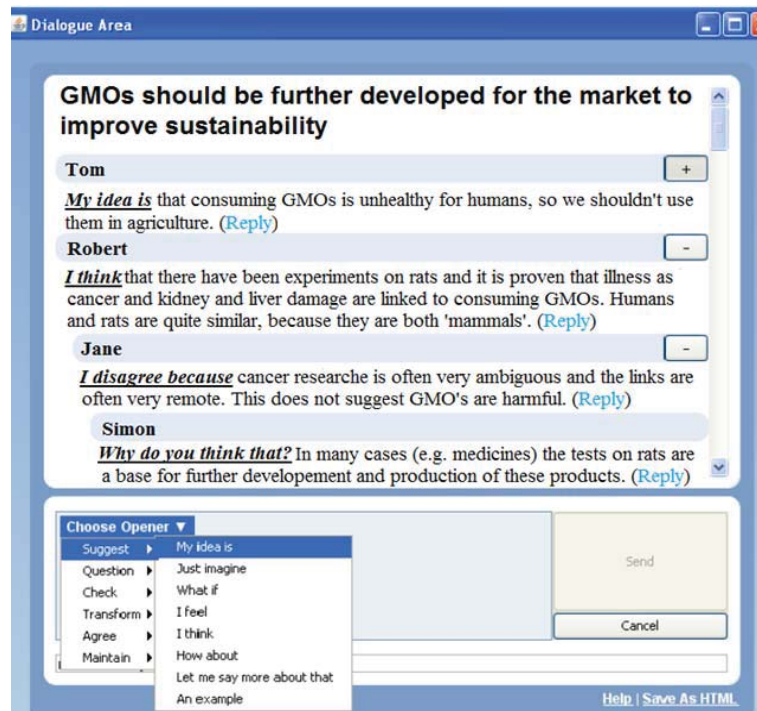 Dialogue Area
GMOs should be further developed for the market to
improve sustainability
Tom
+
My idea is that consuming GMOs is unhealthy for humans, so we shouldn't use
them in agriculture. (Reply)
Robert
-
I think that there have been experiments on rats and it is proven that illness as
cancer and kidney and liver damage are linked to consuming GMOs. Humans
and rats are quite similar, because they are both 'mammals'. (Reply)
Jane
-
I disagree because cancer researche is often very ambiguous and the links are
often very remote. This does not suggest GMO's are harmful. (Reply)
Simon
Why do you think that? In many cases (e.g. medicines) the tests on rats are
a base for further developement and production of these products. (Reply)
Choose Opener ▼
Suggest
Question
Check
Transform
Agree
Maintain
My idea is
Just imagine
What if
I feel
I think
How about
Let me say more about that
An example
Send
Cancel
Help | Save As HTML